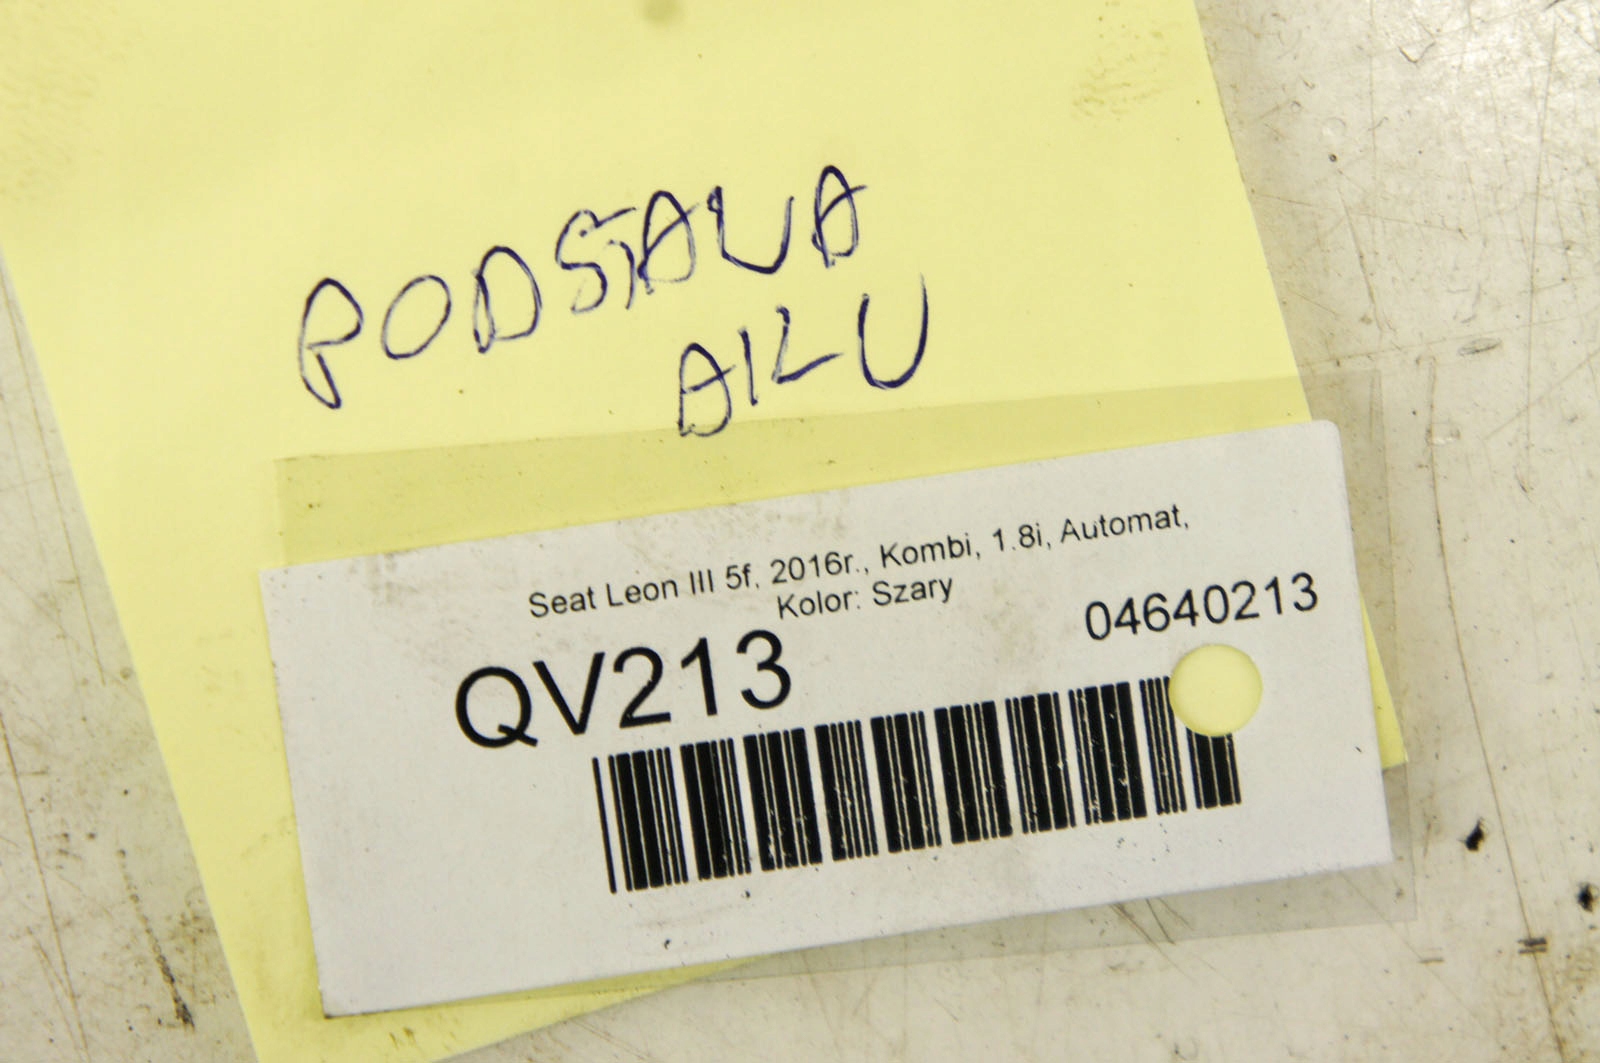 PODSTAWA
AILU
Seat Leon III 5f, 2016r., Kombi, 1.8i, Automat,
Kolor: Szary
QV213
04640213